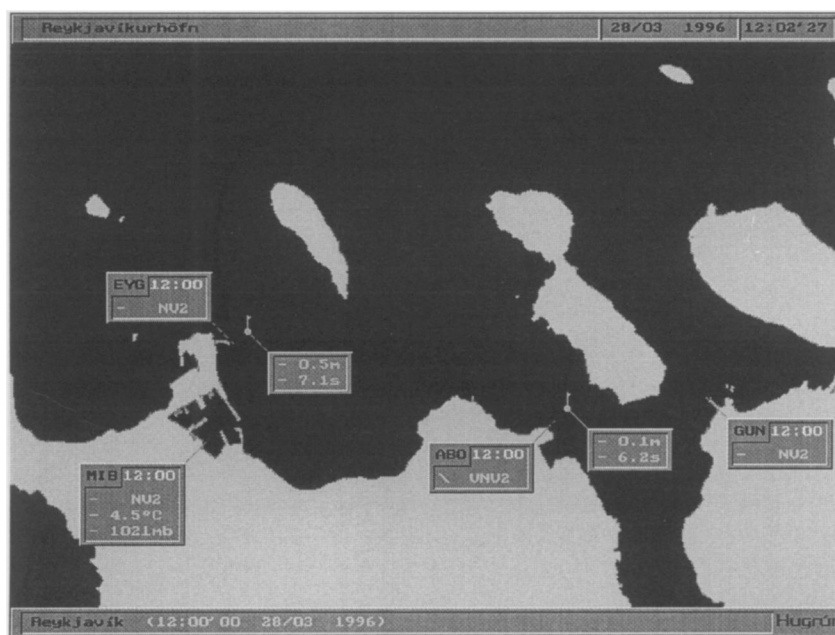 Reykjavíkurhöfn 28/03 1996 12:02'27
EYG 12:00
- NV2
- 0.5m
- 7.1s
MIB 12:00
- NV2
- 4.5°C
- 1021mb
ABO 12:00
\ VNV2
- 0.1m
- 6.2s
GUN 12:00
- NV2
Reykjavík (12:00'00 28/03 1996) Hugrún